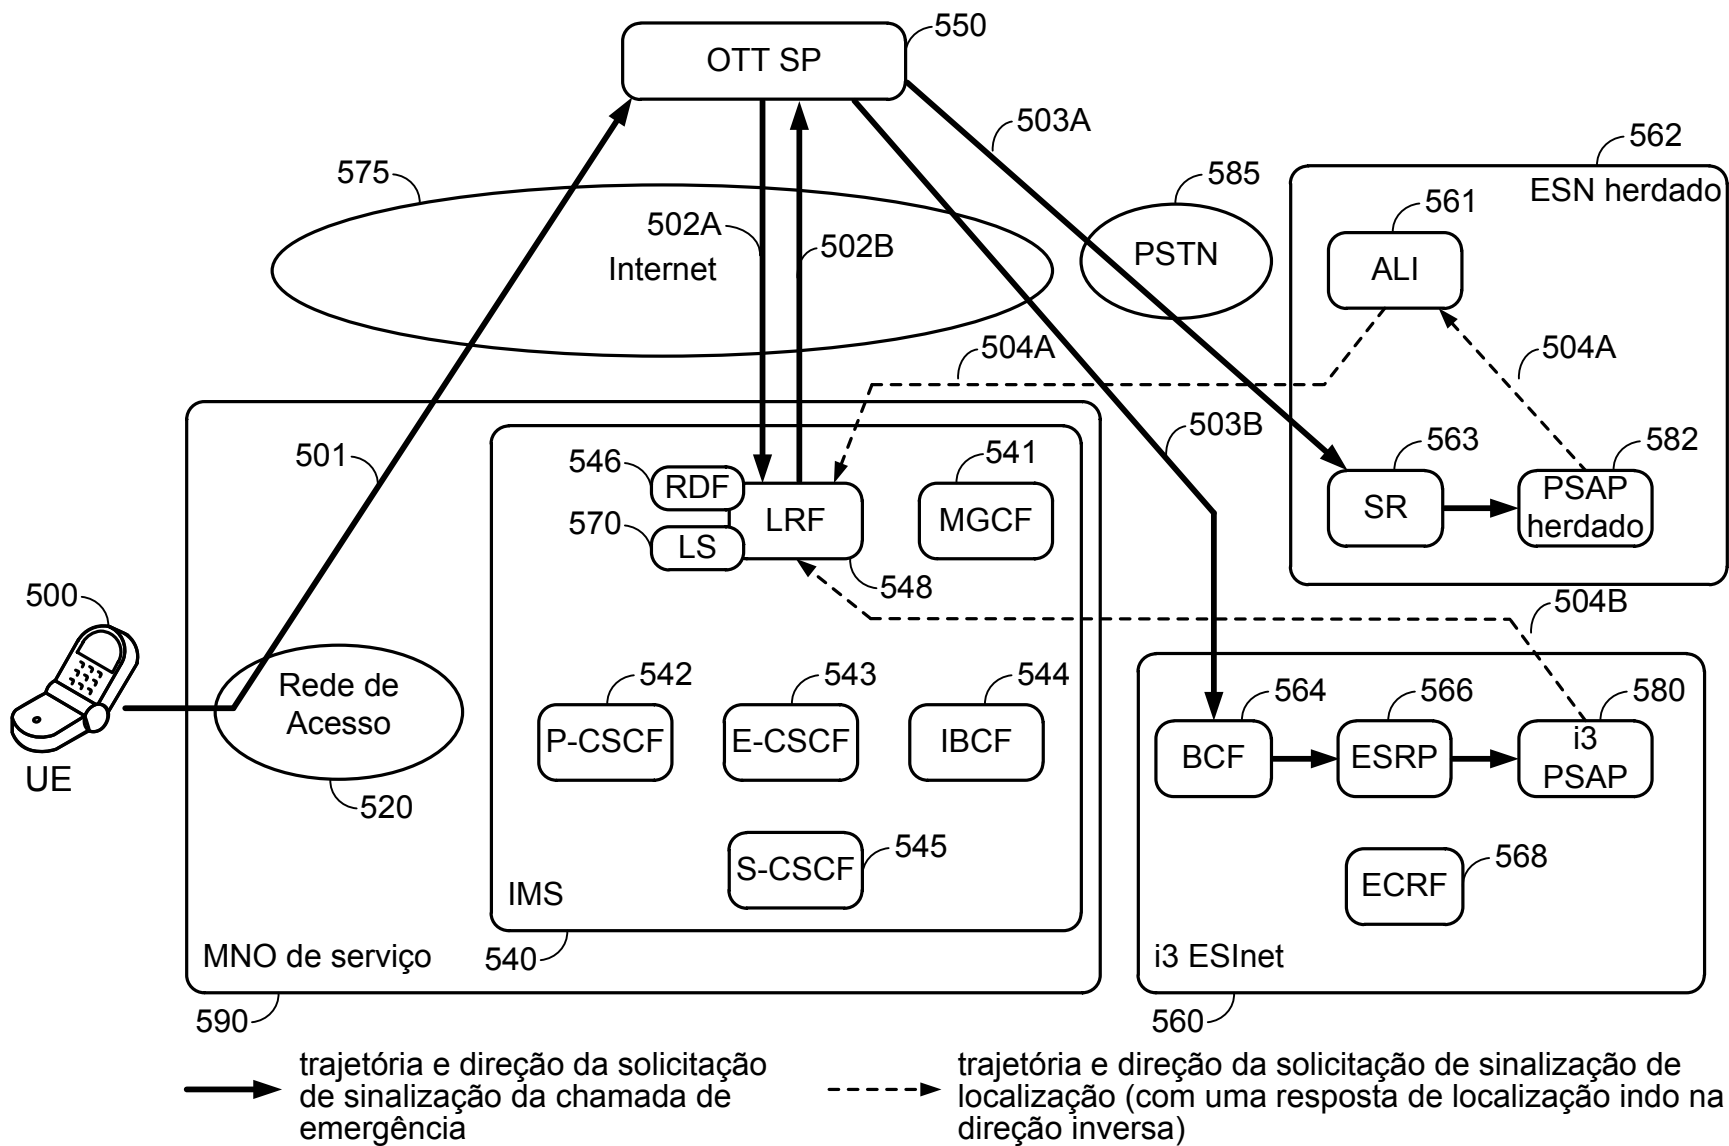 550
OTT SP
503A
562
575
585
ESN herdado
561
502A
502B
Internet
PSTN
ALI
504A
504A
503B
501
546
541
563
582
RDF
570
LRF
MGCF
SR
PSAP
herdado
LS
548
500
504B
Rede de
Acesso
542
543
544
564
566
580
P-CSCF
E-CSCF
IBCF
BCF
ESRP
i3
PSAP
UE
520
545
568
S-CSCF
ECRF
IMS
MNO de serviço
540
i3 ESInet
590
560
trajetória e direção da solicitação
de sinalização da chamada de
emergência
trajetória e direção da solicitação de sinalização de
localização (com uma resposta de localização indo na
direção inversa)